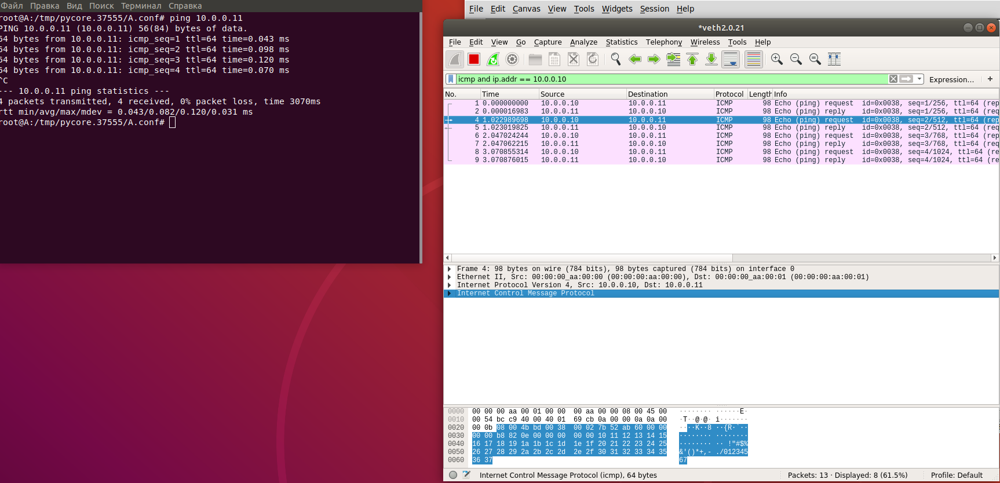 Файл Правка Вид Поиск Терминал Справка
root@A:/tmp/pycore.37555/A.conf# ping 10.0.0.11
PING 10.0.0.11 (10.0.0.11) 56(84) bytes of data.
64 bytes from 10.0.0.11: icmp_seq=1 ttl=64 time=0.043 ms
64 bytes from 10.0.0.11: icmp_seq=2 ttl=64 time=0.098 ms
64 bytes from 10.0.0.11: icmp_seq=3 ttl=64 time=0.120 ms
64 bytes from 10.0.0.11: icmp_seq=4 ttl=64 time=0.070 ms
^C
--- 10.0.0.11 ping statistics ---
4 packets transmitted, 4 received, 0% packet loss, time 3070ms
rtt min/avg/max/mdev = 0.043/0.082/0.120/0.031 ms
root@A:/tmp/pycore.37555/A.conf#
File Edit Canvas View Tools Widgets Session Help
*veth2.0.21
File Edit View Go Capture Analyze Statistics Telephony Wireless Tools Help
icmp and ip.addr == 10.0.0.10 Expression... +
No. Time Source Destination Protocol Length Info
1 0.000000000 10.0.0.10 10.0.0.11 ICMP 98 Echo (ping) request id=0x0038, seq=1/256, ttl=64 (rep
2 0.000016983 10.0.0.11 10.0.0.10 ICMP 98 Echo (ping) reply id=0x0038, seq=1/256, ttl=64 (req
4 1.022989698 10.0.0.10 10.0.0.11 ICMP 98 Echo (ping) request id=0x0038, seq=2/512, ttl=64 (rep
5 1.023019825 10.0.0.11 10.0.0.10 ICMP 98 Echo (ping) reply id=0x0038, seq=2/512, ttl=64 (req
6 2.047024244 10.0.0.10 10.0.0.11 ICMP 98 Echo (ping) request id=0x0038, seq=3/768, ttl=64 (rep
7 2.047062215 10.0.0.11 10.0.0.10 ICMP 98 Echo (ping) reply id=0x0038, seq=3/768, ttl=64 (req
8 3.070855314 10.0.0.10 10.0.0.11 ICMP 98 Echo (ping) request id=0x0038, seq=4/1024, ttl=64 (re
9 3.070876015 10.0.0.11 10.0.0.10 ICMP 98 Echo (ping) reply id=0x0038, seq=4/1024, ttl=64 (re
Frame 4: 98 bytes on wire (784 bits), 98 bytes captured (784 bits) on interface 0
Ethernet II, Src: 00:00:00_aa:00:00 (00:00:00:aa:00:00), Dst: 00:00:00_aa:00:01 (00:00:00:aa:00:01)
Internet Protocol Version 4, Src: 10.0.0.10, Dst: 10.0.0.11
Internet Control Message Protocol
0000 00 00 00 aa 00 01 00 00 00 aa 00 00 08 00 45 00 ········ ······E·
0010 00 54 bc c9 40 00 40 01 69 cb 0a 00 00 0a 0a 00 ·T··@·@· i·······
0020 00 0b 08 00 4b bd 00 38 00 02 7b 52 ab 60 00 00 ····K··8 ··{R·`··
0030 00 00 b8 82 0e 00 00 00 00 00 10 11 12 13 14 15 ········ ········
0040 16 17 18 19 1a 1b 1c 1d 1e 1f 20 21 22 23 24 25 ········ ·· !"#$%
0050 26 27 28 29 2a 2b 2c 2d 2e 2f 30 31 32 33 34 35 &'()*+,- ./012345
0060 36 37 67
Internet Control Message Protocol (icmp), 64 bytes Packets: 13 · Displayed: 8 (61.5%) Profile: Default